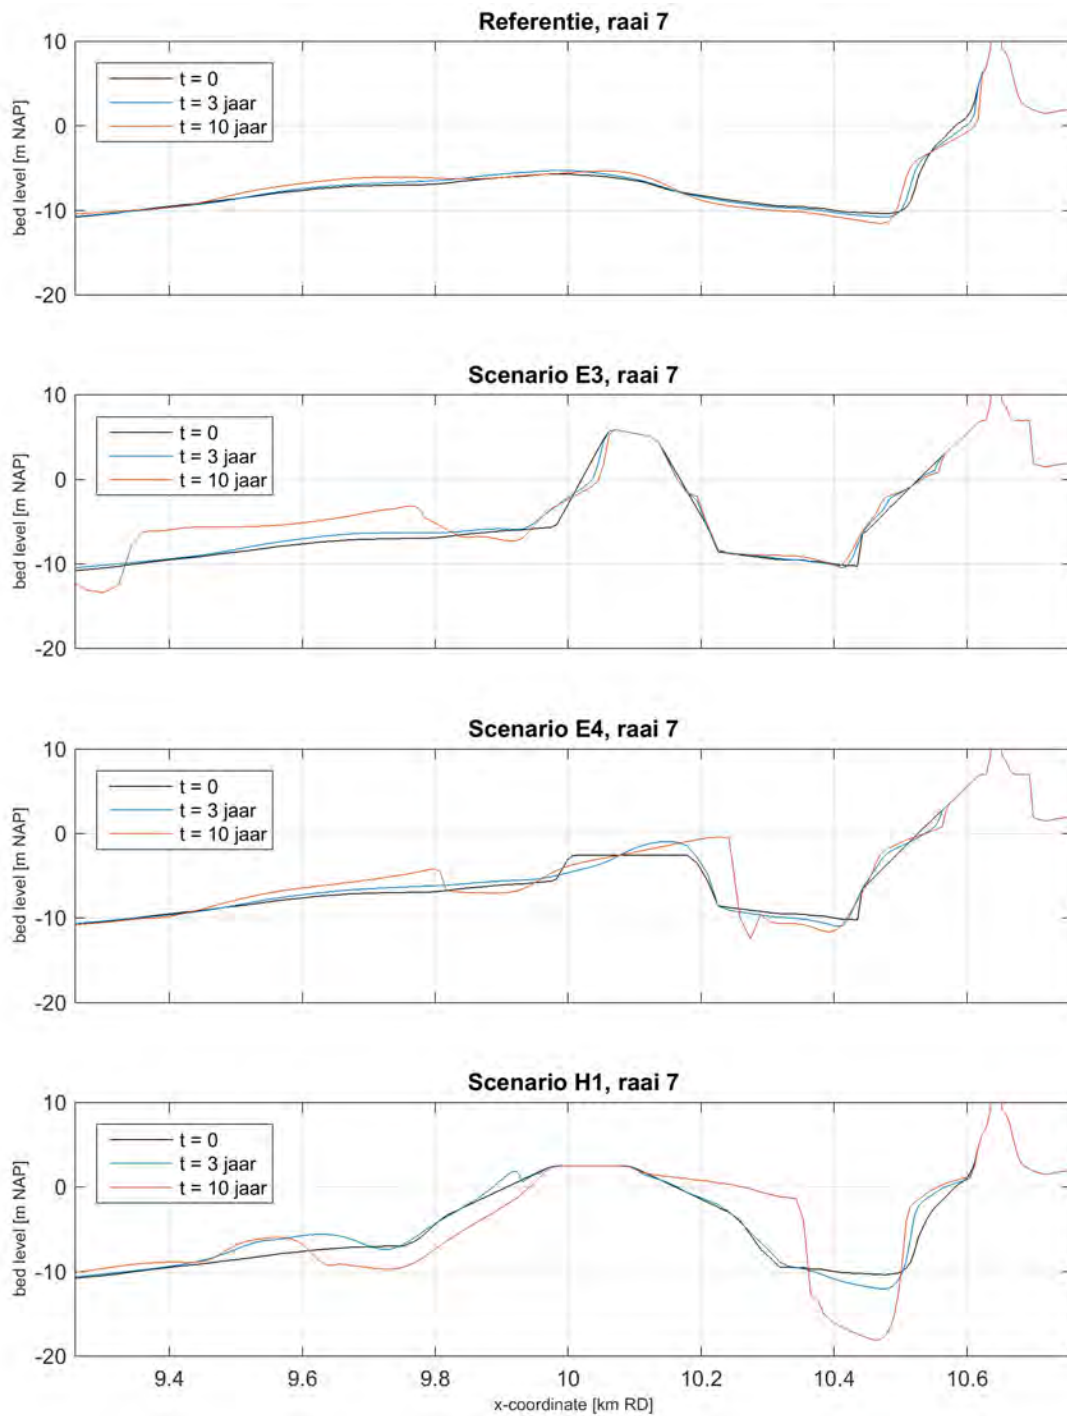 Referentie, raai 7
10
0
-10
-20
bed level [m NAP]
t = 0
t = 3 jaar
t = 10 jaar
Scenario E3, raai 7
10
0
-10
-20
bed level [m NAP]
t = 0
t = 3 jaar
t = 10 jaar
Scenario E4, raai 7
10
0
-10
-20
bed level [m NAP]
t = 0
t = 3 jaar
t = 10 jaar
Scenario H1, raai 7
10
0
-10
-20
bed level [m NAP]
t = 0
t = 3 jaar
t = 10 jaar
9.4 9.6 9.8 10 10.2 10.4 10.6
x-coordinate [km RD]